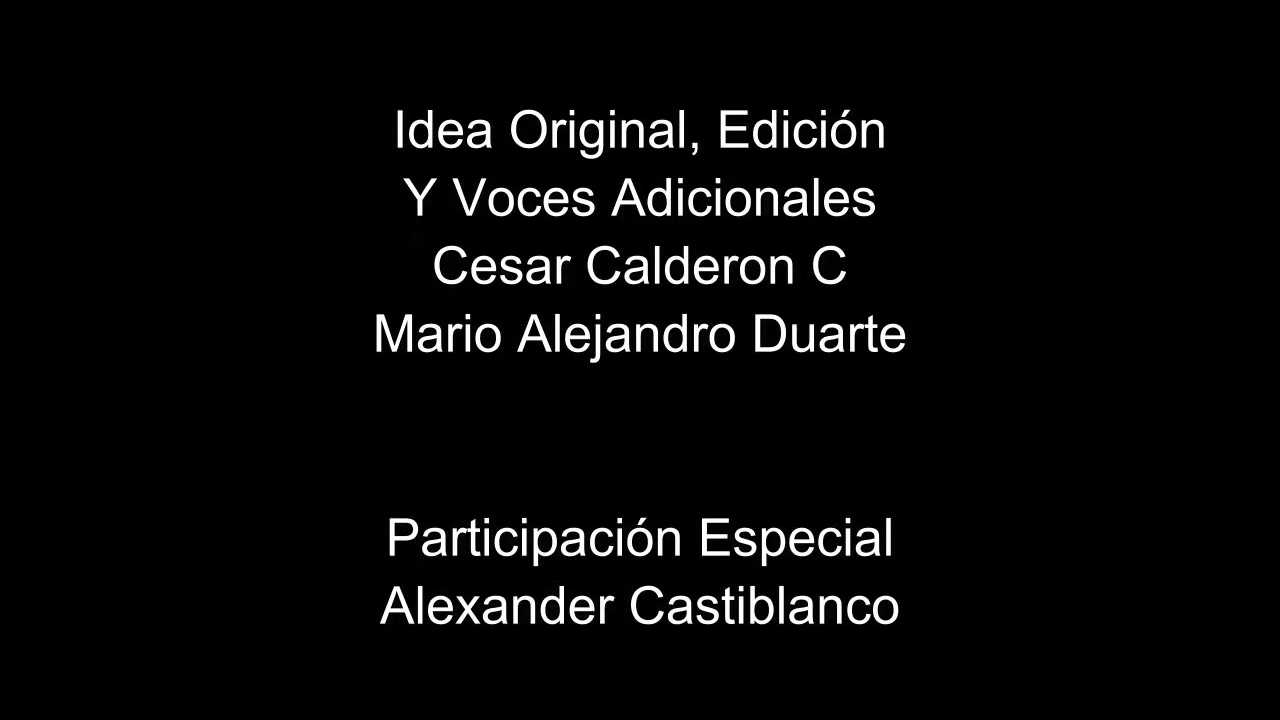 Idea Original, Edición
Y Voces Adicionales
Cesar Calderon C
Mario Alejandro Duarte
Participación Especial
Alexander Castiblanco